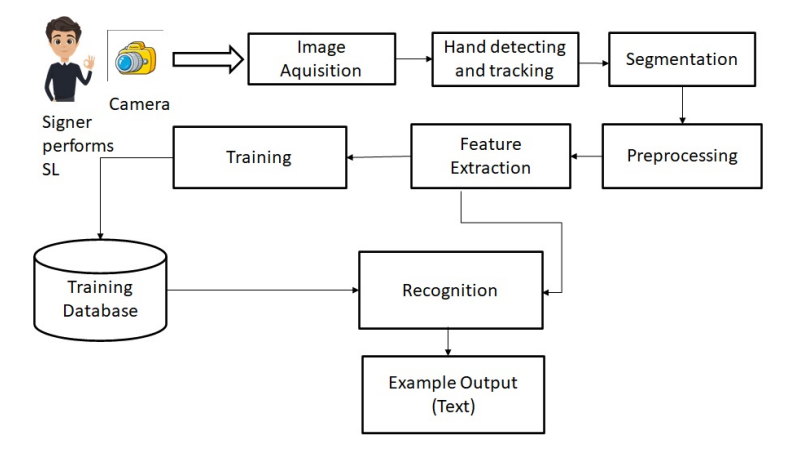 Image
Aquisition
Hand detecting
and tracking
Segmentation
Camera
Signer
performs
SL
Training
Feature
Extraction
Preprocessing
Training
Database
Recognition
Example Output
(Text)